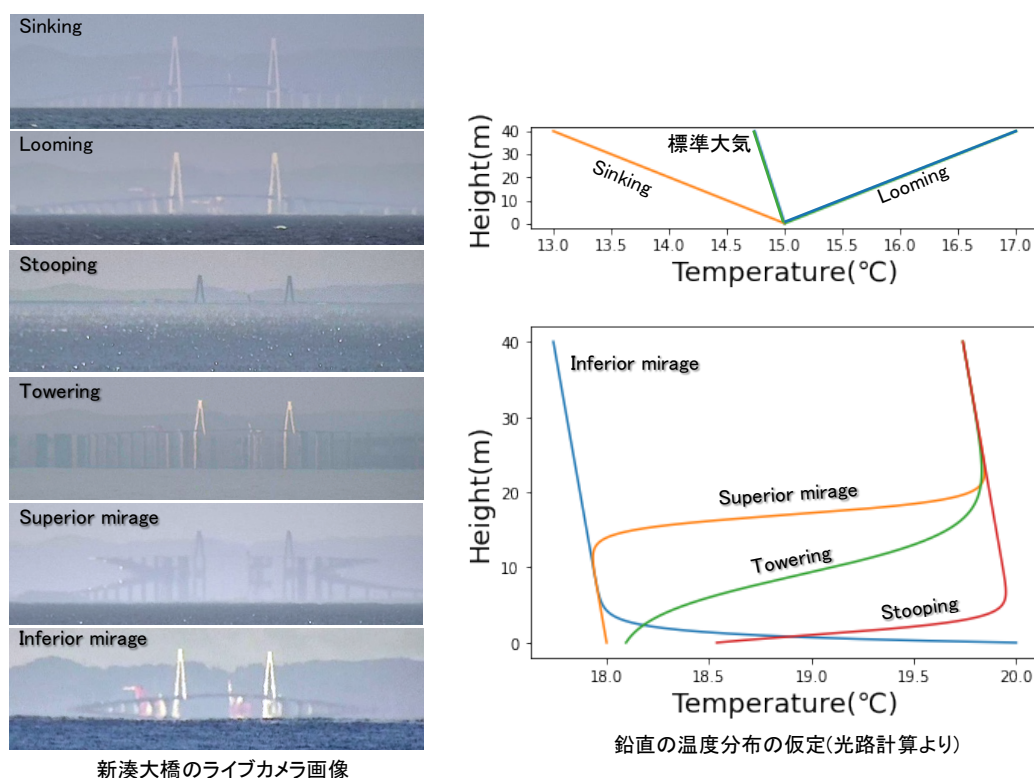 Sinking
Looming
Stooping
Towering
Superior mirage
Inferior mirage
新湊大橋のライブカメラ画像
Height(m)
40
30
20
10
0
標準大気
Sinking
Looming
13.0 13.5 14.0 14.5 15.0 15.5 16.0 16.5 17.0
Temperature(℃)
Height(m)
40
30
20
10
0
Inferior mirage
Superior mirage
Towering
Stooping
18.0 18.5 19.0 19.5 20.0
Temperature(℃)
鉛直の温度分布の仮定(光路計算より)